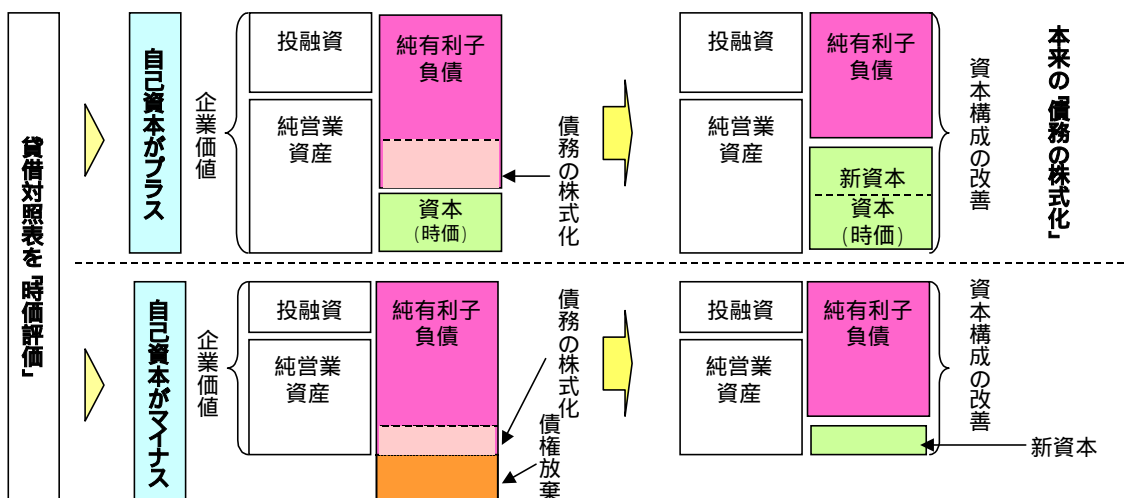 貸借対照表を「時価評価」
自己資本がプラス
企業価値
投融資
純営業
資産
純有利子
負債
資本
(時価)
債務の株式化
投融資
純営業
資産
純有利子
負債
新資本
資本
(時価)
資本構成の改善
本来の「債務の株式化」
自己資本がマイナス
企業価値
投融資
純営業
資産
純有利子
負債
債務の株式化
債権放棄
投融資
純営業
資産
純有利子
負債
資本構成の改善
新資本